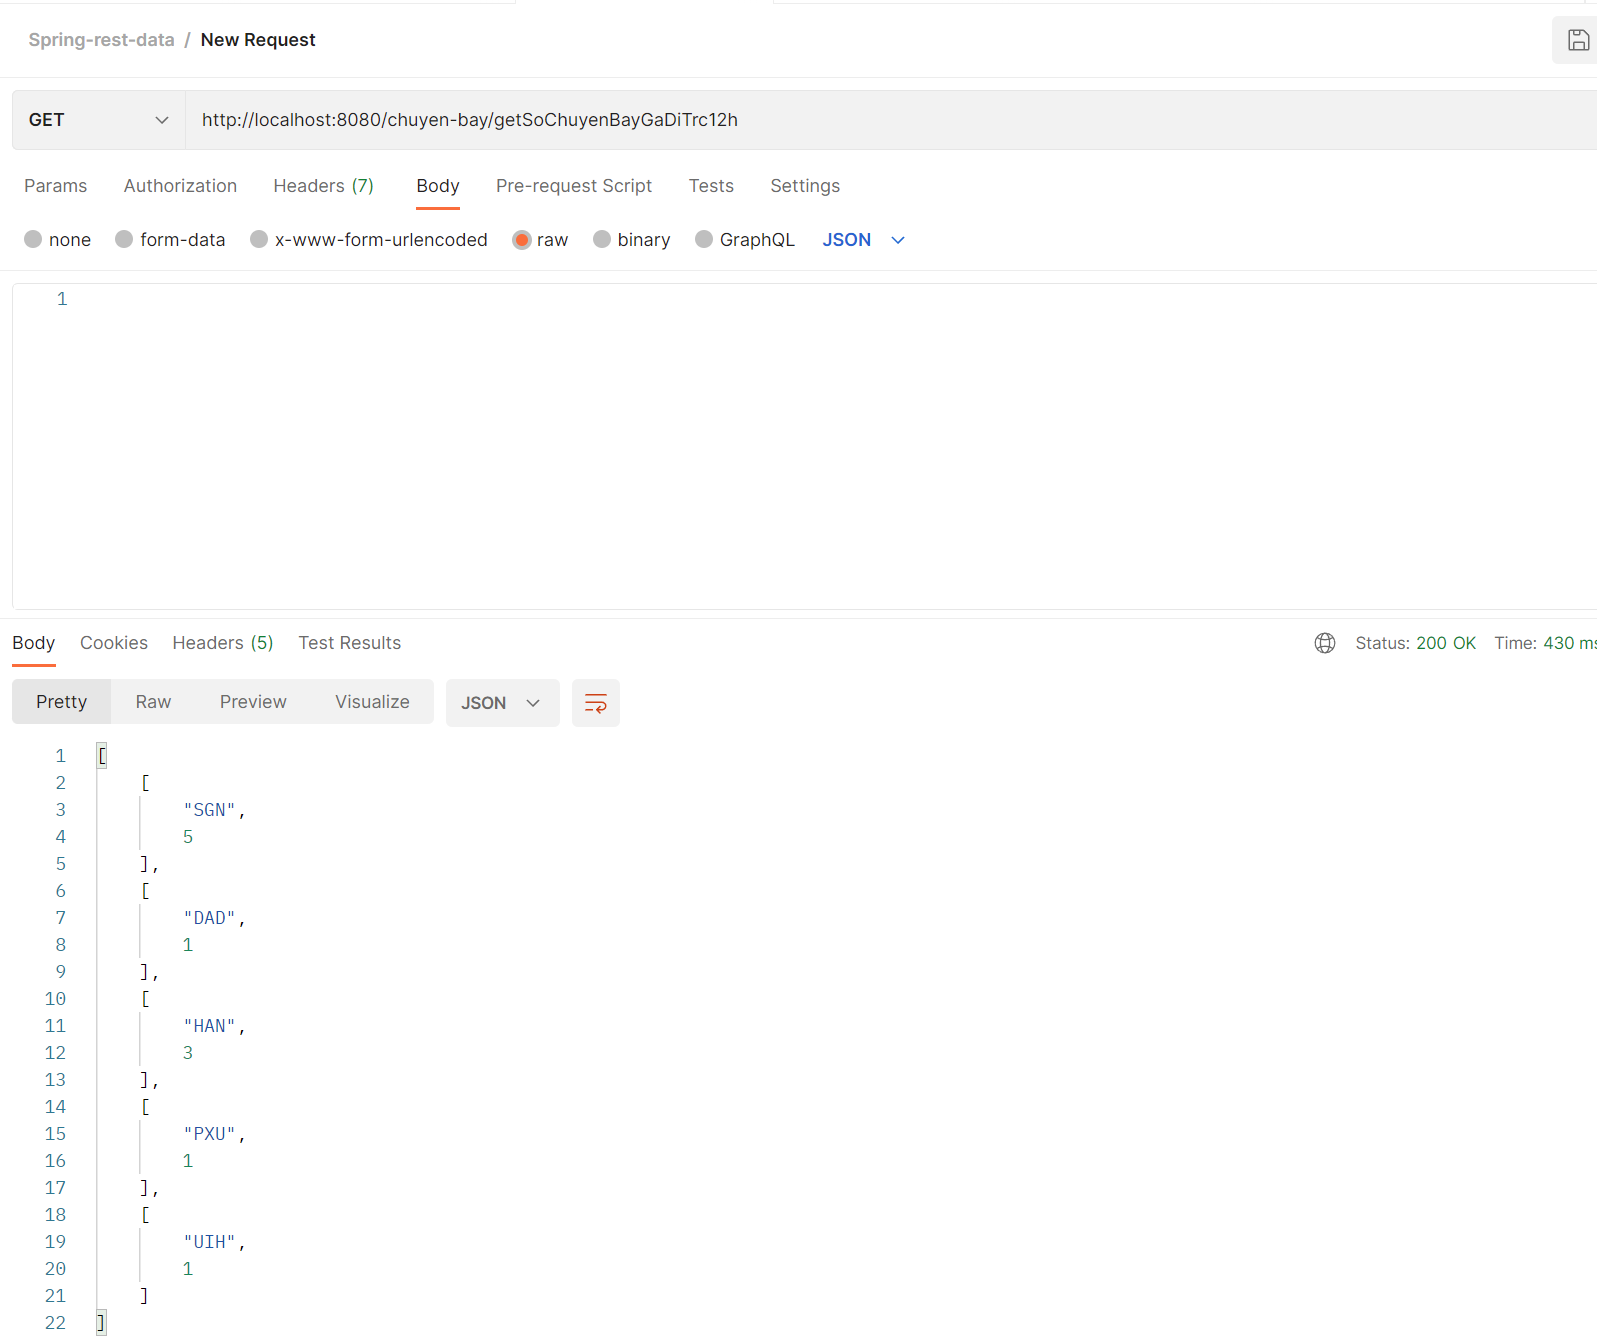 Spring-rest-data / New Request
GET http://localhost:8080/chuyen-bay/getSoChuyenBayGaDiTrc12h
Params Authorization Headers (7) Body Pre-request Script Tests Settings
none form-data x-www-form-urlencoded raw binary GraphQL JSON
1
Body Cookies Headers (5) Test Results Status: 200 OK Time: 430 ms
Pretty Raw Preview Visualize JSON
1 [
2 [
3 "SGN",
4 5
5 ],
6 [
7 "DAD",
8 1
9 ],
10 [
11 "HAN",
12 3
13 ],
14 [
15 "PXU",
16 1
17 ],
18 [
19 "UIH",
20 1
21 ]
22 ]